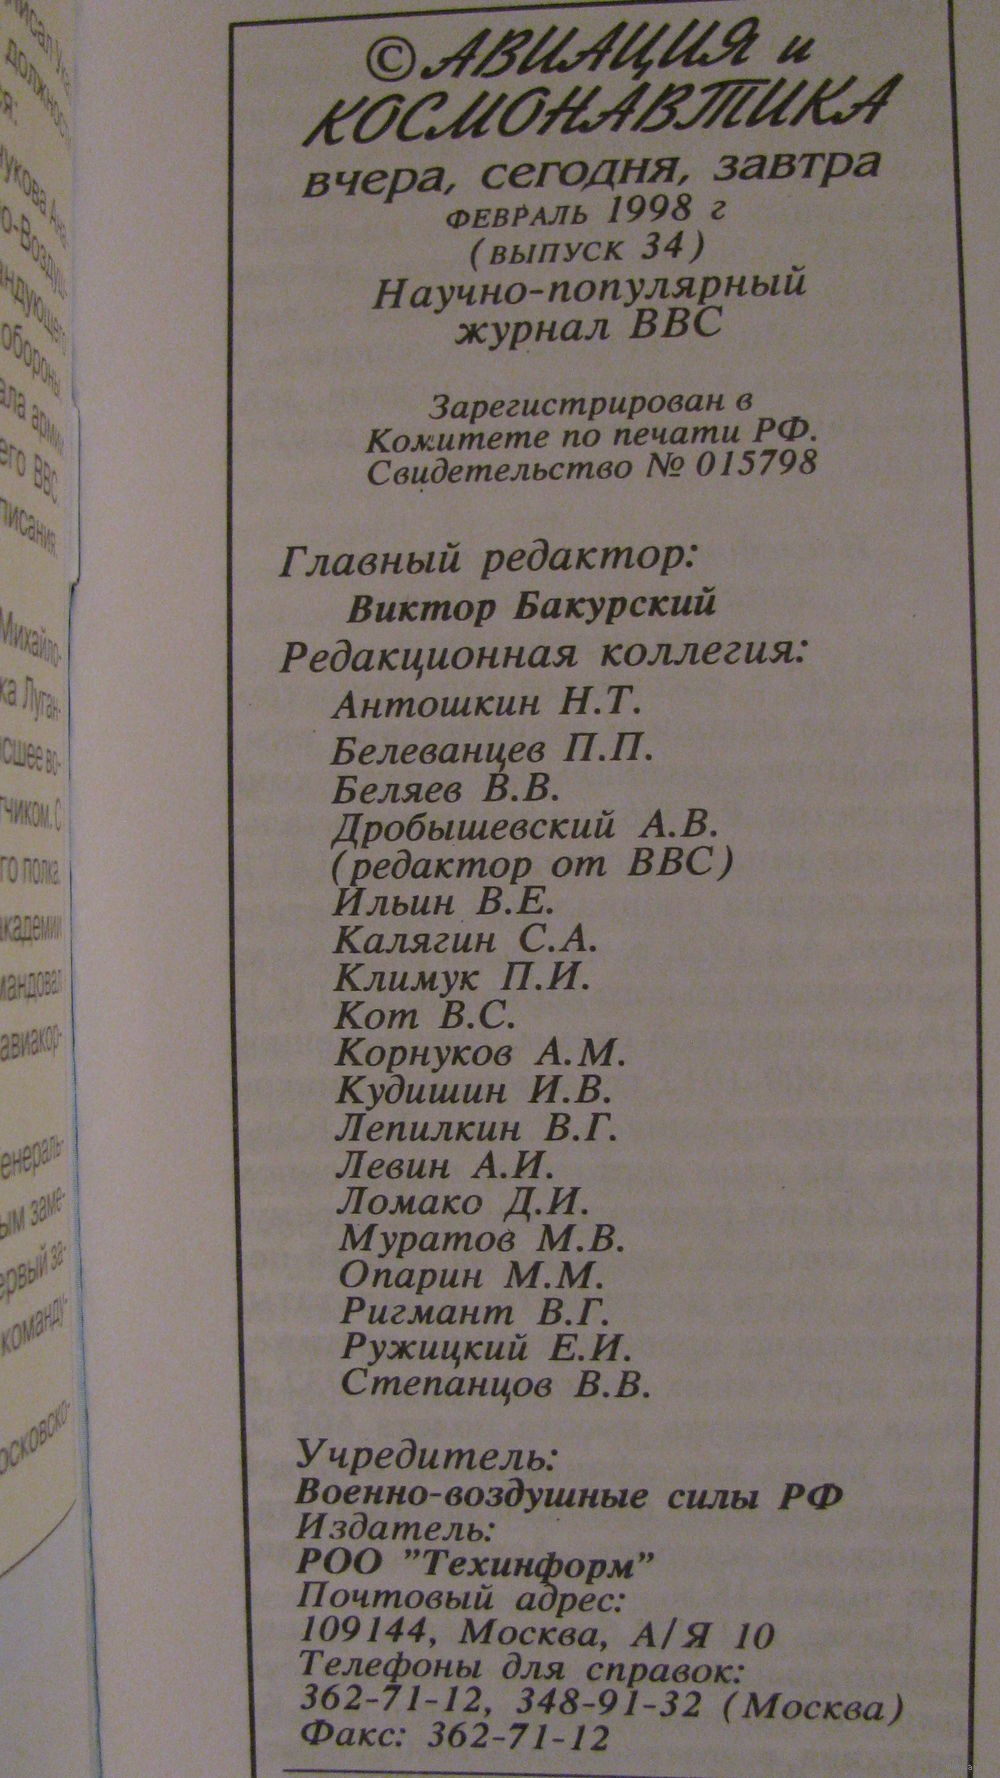 © АВИАЦИЯ и
КОСМОНАВТИКА
вчера, сегодня, завтра
ФЕВРАЛЬ 1998 г
(ВЫПУСК 34)
Научно-популярный
журнал ВВС
Зарегистрирован в
Комитете по печати РФ.
Свидетельство № 015798
Главный редактор:
Виктор Бакурский
Редакционная коллегия:
Антошкин Н.Т.
Белеванцев П.П.
Беляев В.В.
Дробышевский А.В.
(редактор от ВВС)
Ильин В.Е.
Калягин С.А.
Климук П.И.
Кот В.С.
Корнуков А.М.
Кудишин И.В.
Лепилкин В.Г.
Левин А.И.
Ломако Д.И.
Муратов М.В.
Опарин М.М.
Ригмант В.Г.
Ружицкий Е.И.
Степанцов В.В.
Учредитель:
Военно-воздушные силы РФ
Издатель:
РОО "Техинформ"
Почтовый адрес:
109144, Москва, А/Я 10
Телефоны для справок:
362-71-12, 348-91-32 (Москва)
Факс: 362-71-12